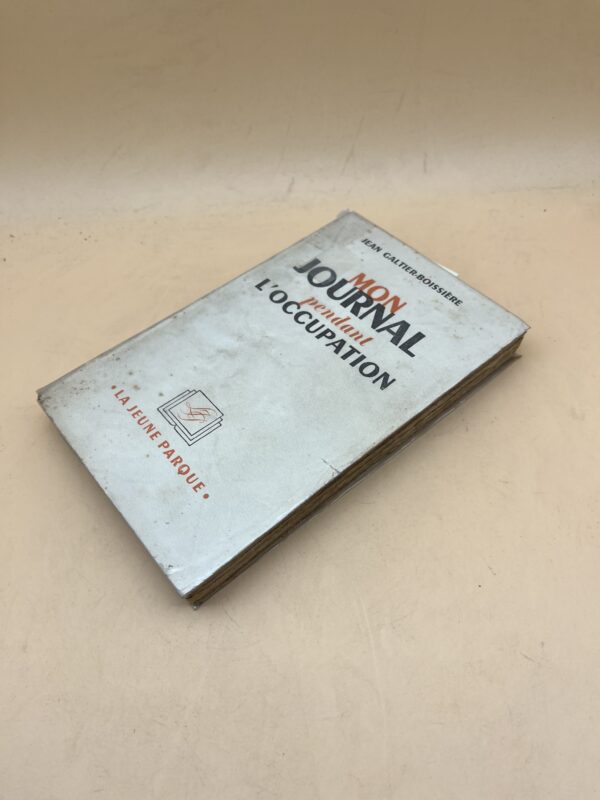 JEAN GALTIER-BOISSIÈRE
MON
JOURNAL
pendant
L'OCCUPATION
• LA JEUNE PARQUE •